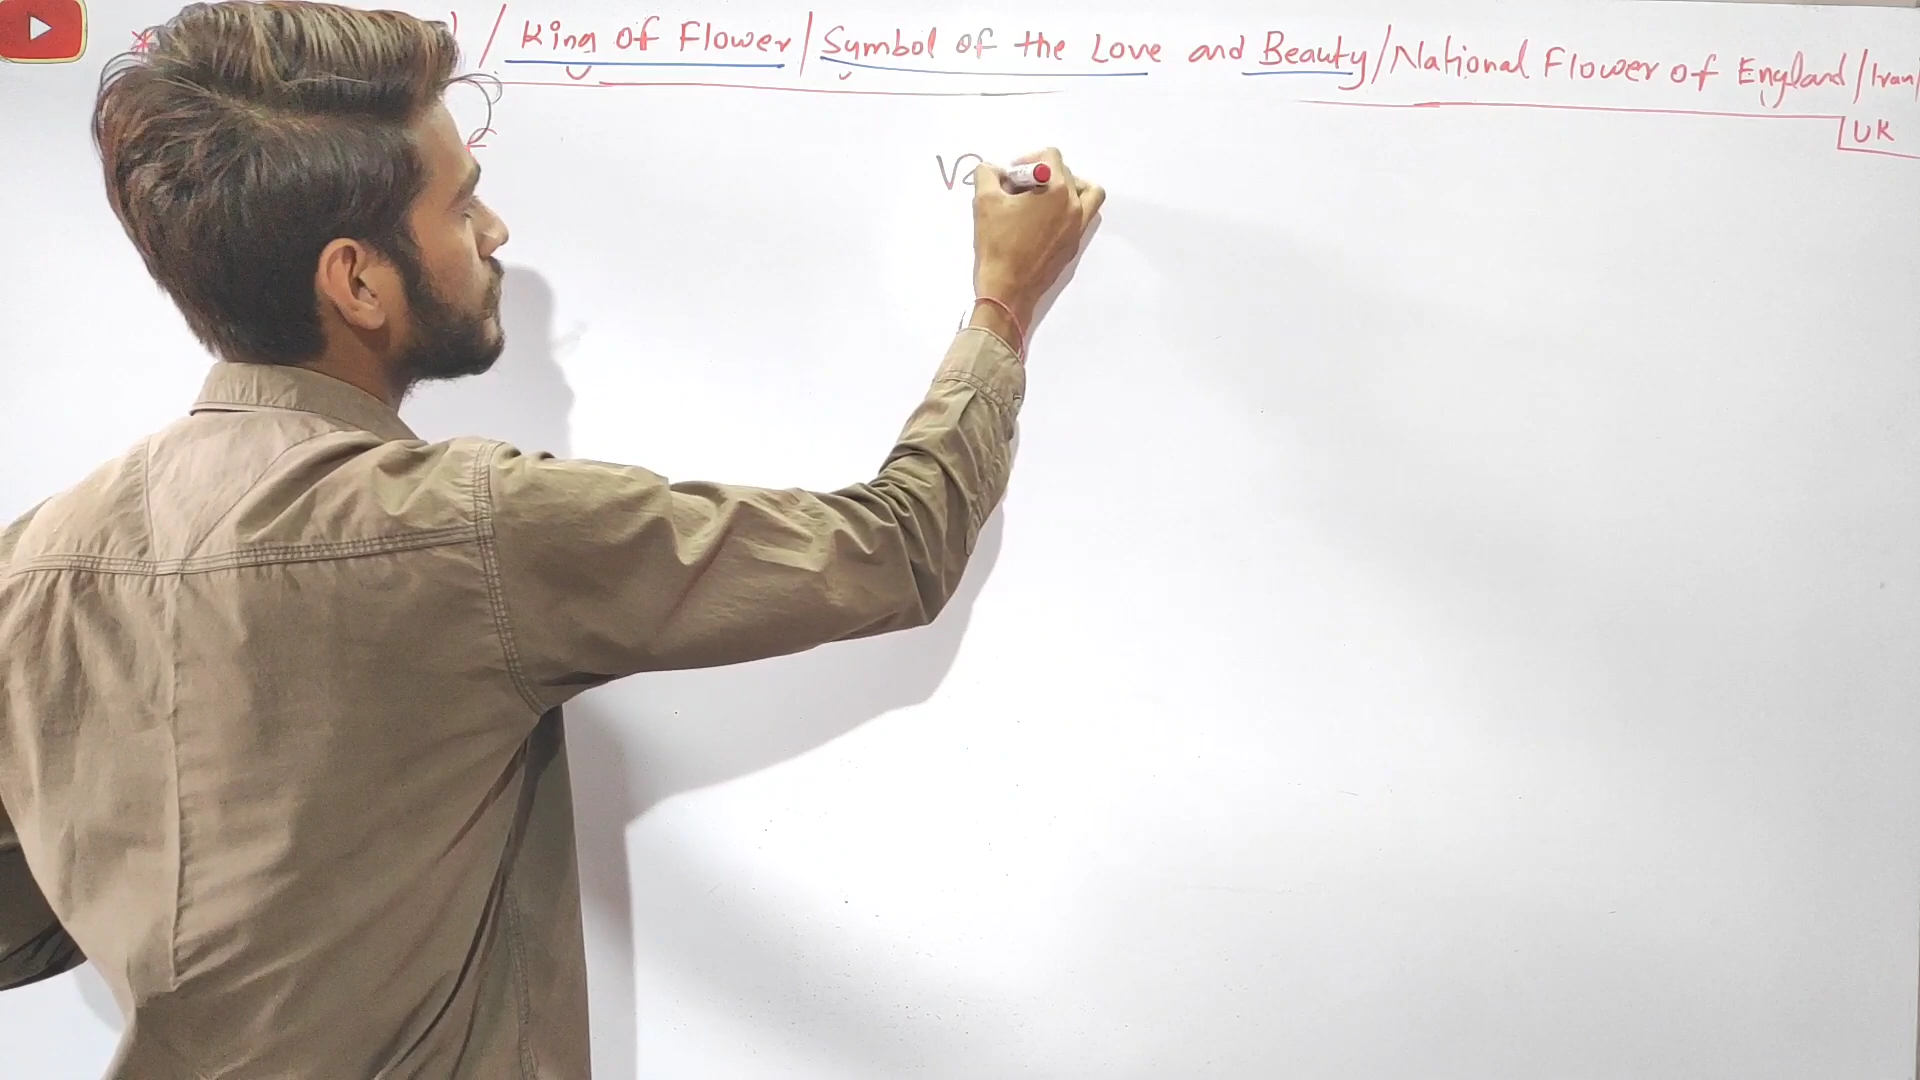 / King of Flower / Symbol of the Love and Beauty / National Flower of England / Iran /
UK